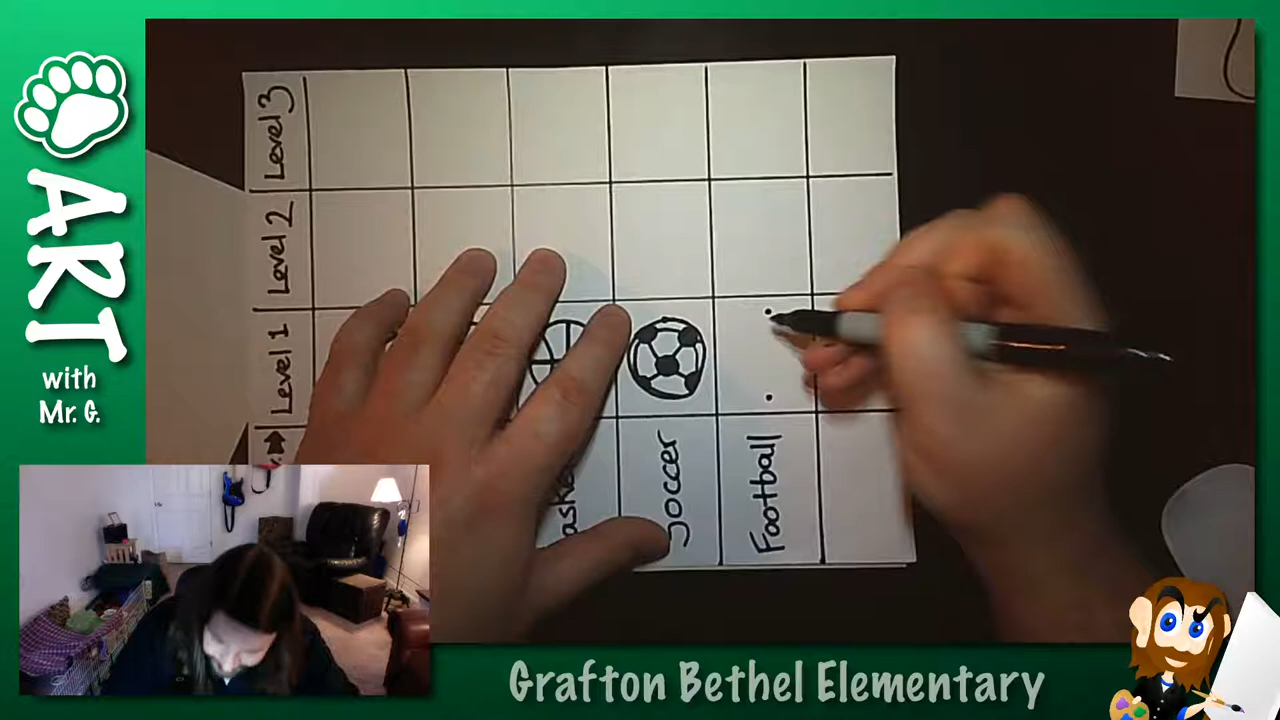 ART
with
Mr. G.
Level 1
Level 2
Level 3
Soccer
Football
Grafton Bethel Elementary